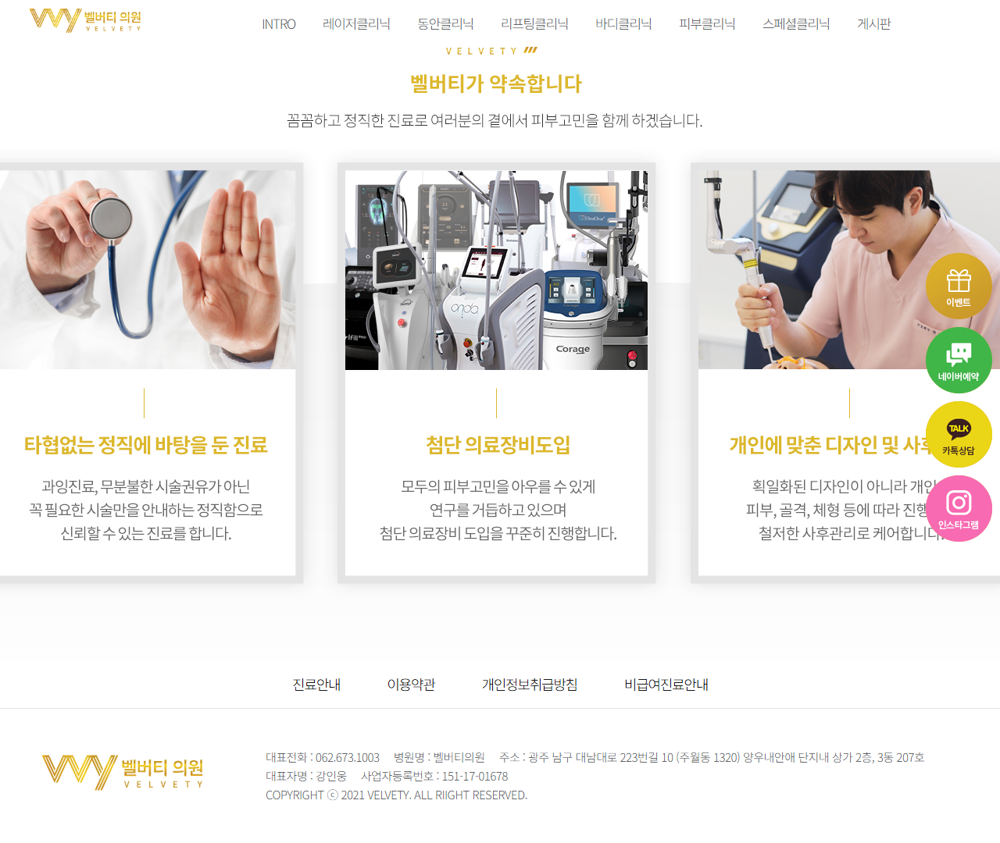 벨버티 의원
VELVETY
INTRO 레이저클리닉 동안클리닉 리프팅클리닉 바디클리닉 피부클리닉 스페셜클리닉 게시판
VELVETY
벨버티가 약속합니다
꼼꼼하고 정직한 진료로 여러분의 곁에서 피부고민을 함께 하겠습니다.
onda
Corage
UltraClear
타협없는 정직에 바탕을 둔 진료
과잉진료, 무분불한 시술권유가 아닌
꼭 필요한 시술만을 안내하는 정직함으로
신뢰할 수 있는 진료를 합니다.
첨단 의료장비도입
모두의 피부고민을 아우를 수 있게
연구를 거듭하고 있으며
첨단 의료장비 도입을 꾸준히 진행합니다.
개인에 맞춘 디자인 및
획일화된 디자인이 아니라
피부, 골격, 체형 등에 따라
철저한 사후관리로 케어합니다.
이벤트
네이버예약
TALK
카톡상담
인스타그램
진료안내 이용약관 개인정보취급방침 비급여진료안내
벨버티 의원
VELVETY
대표전화 : 062.673.1003 병원명 : 벨버티의원 주소 : 광주 남구 대남대로 223번길 10 (주월동 1320) 양우내안애 단지내 상가 2층, 3동 207호
대표자명 : 강인웅 사업자등록번호 : 151-17-01678
COPYRIGHT ⓒ 2021 VELVETY. ALL RIIGHT RESERVED.